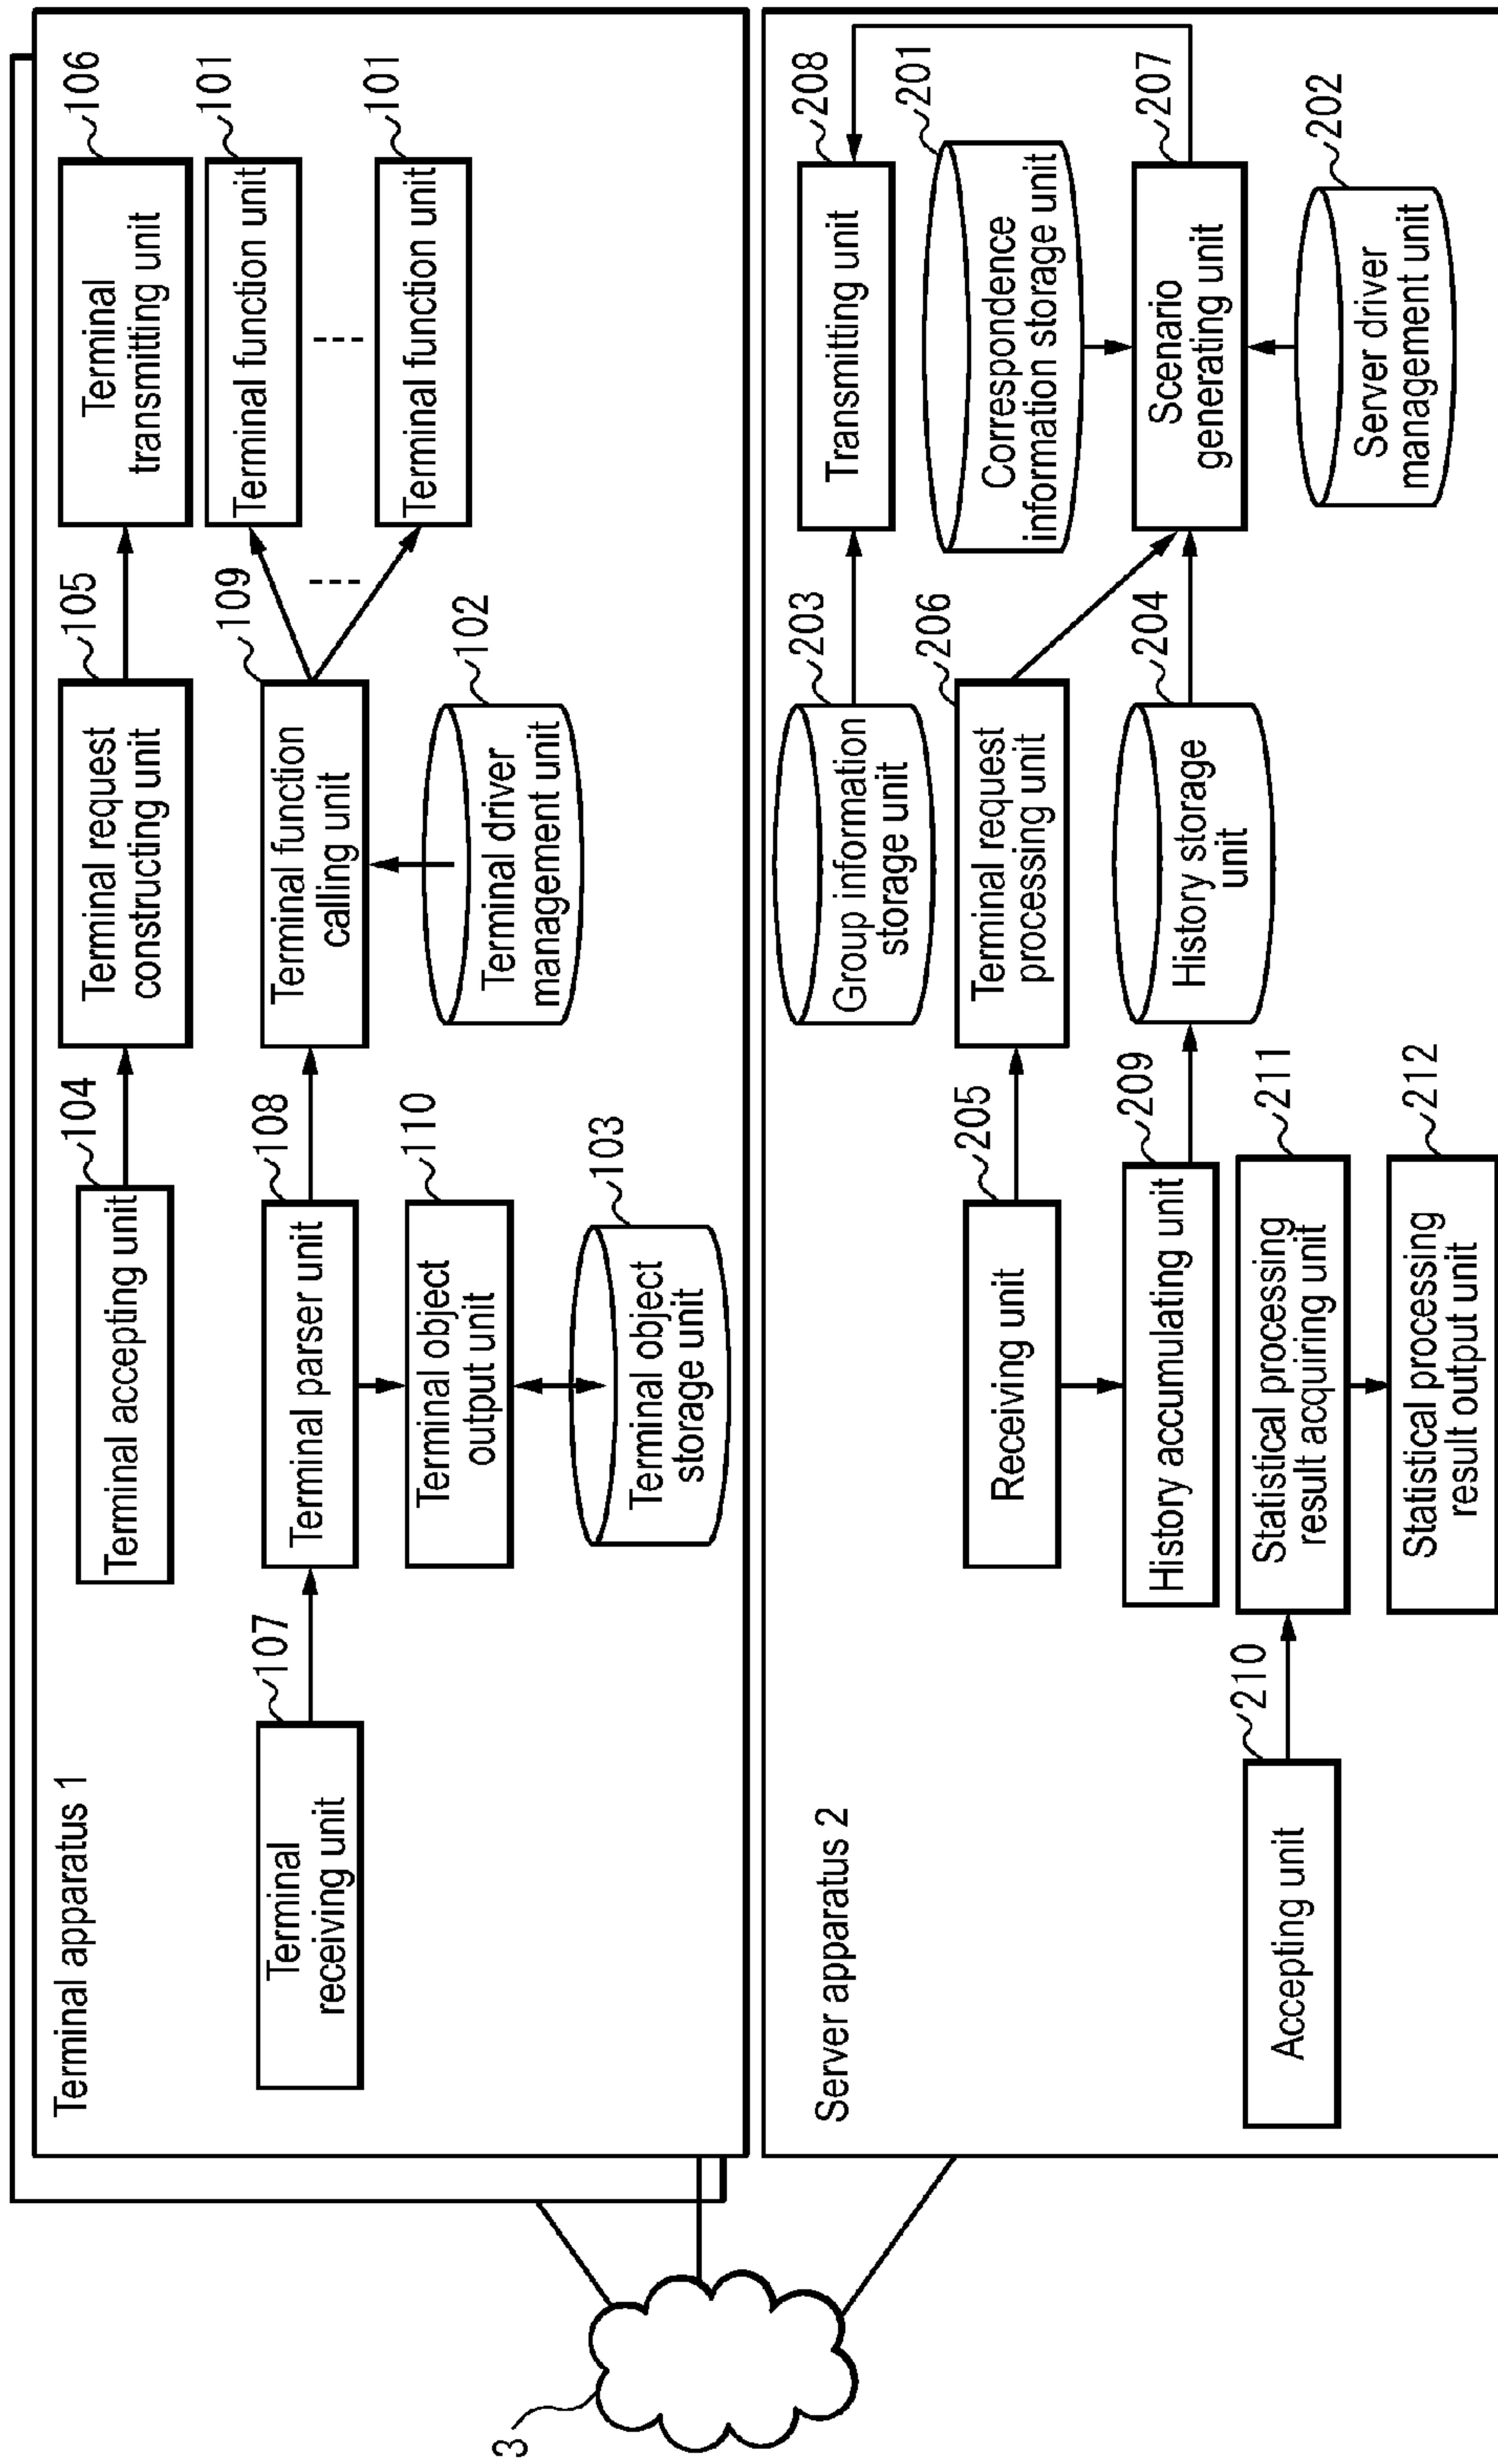 Terminal apparatus 1
104
Terminal accepting unit
105
Terminal request
constructing unit
106
Terminal
transmitting unit
107
Terminal
receiving unit
108
Terminal parser unit
109
Terminal function
calling unit
101
Terminal function unit
101
Terminal function unit
110
Terminal object
output unit
102
Terminal driver
management unit
103
Terminal object
storage unit
3
Server apparatus 2
203
Group information
storage unit
208
Transmitting unit
205
Receiving unit
206
Terminal request
processing unit
201
Correspondence
information storage unit
209
History accumulating unit
204
History storage
unit
207
Scenario
generating unit
210
Accepting unit
211
Statistical processing
result acquiring unit
202
Server driver
management unit
212
Statistical processing
result output unit